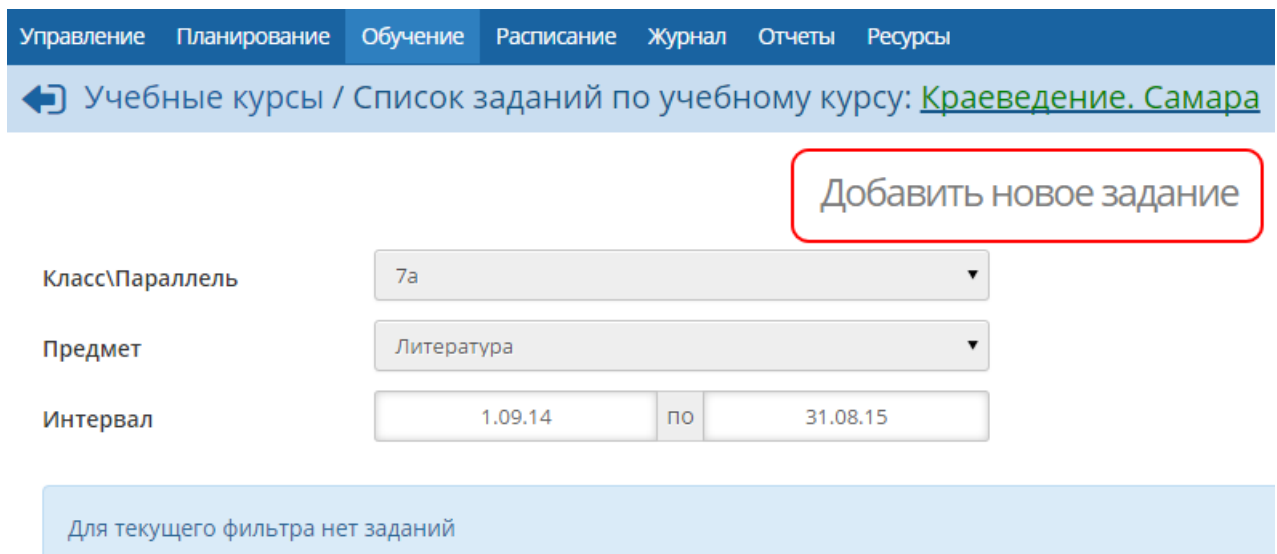 Управление Планирование Обучение Расписание Журнал Отчеты Ресурсы
Учебные курсы / Список заданий по учебному курсу: Краеведение. Самара
Добавить новое задание
Класс\Параллель 7а
Предмет Литература
Интервал 1.09.14 по 31.08.15
Для текущего фильтра нет заданий